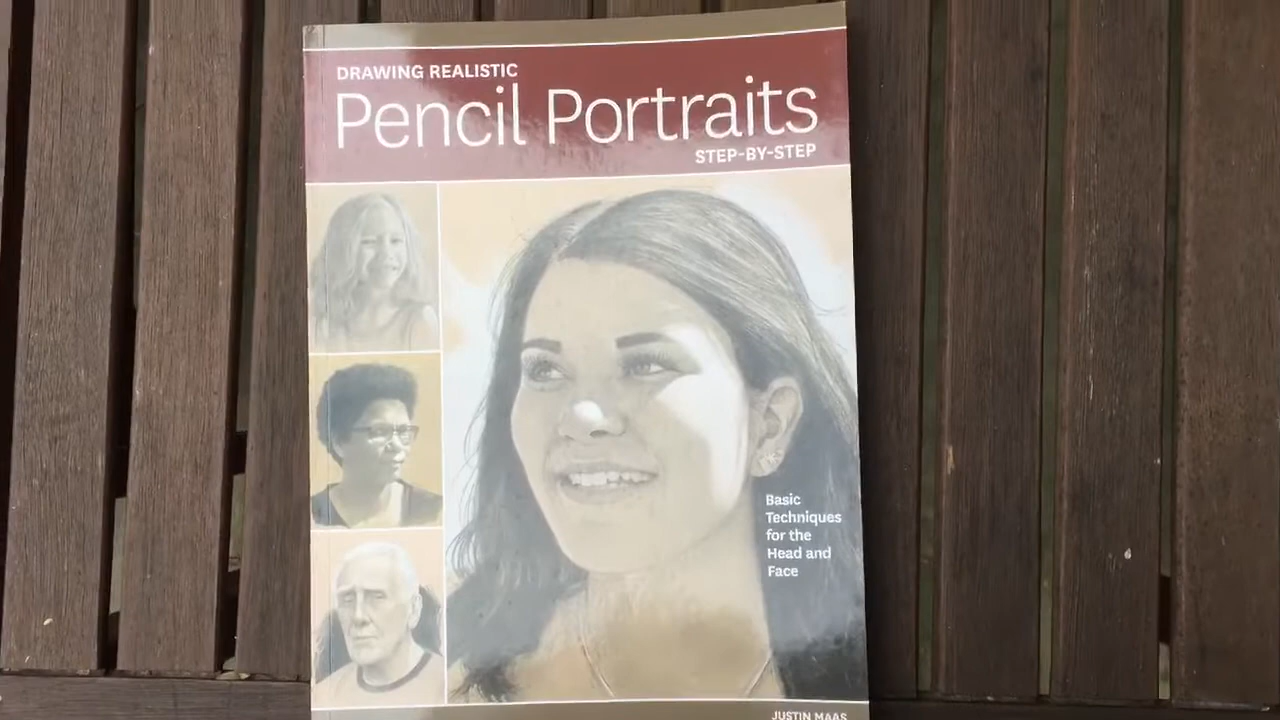 DRAWING REALISTIC
Pencil Portraits
STEP-BY-STEP
Basic
Techniques
for the
Head and
Face
JUSTIN MAAS